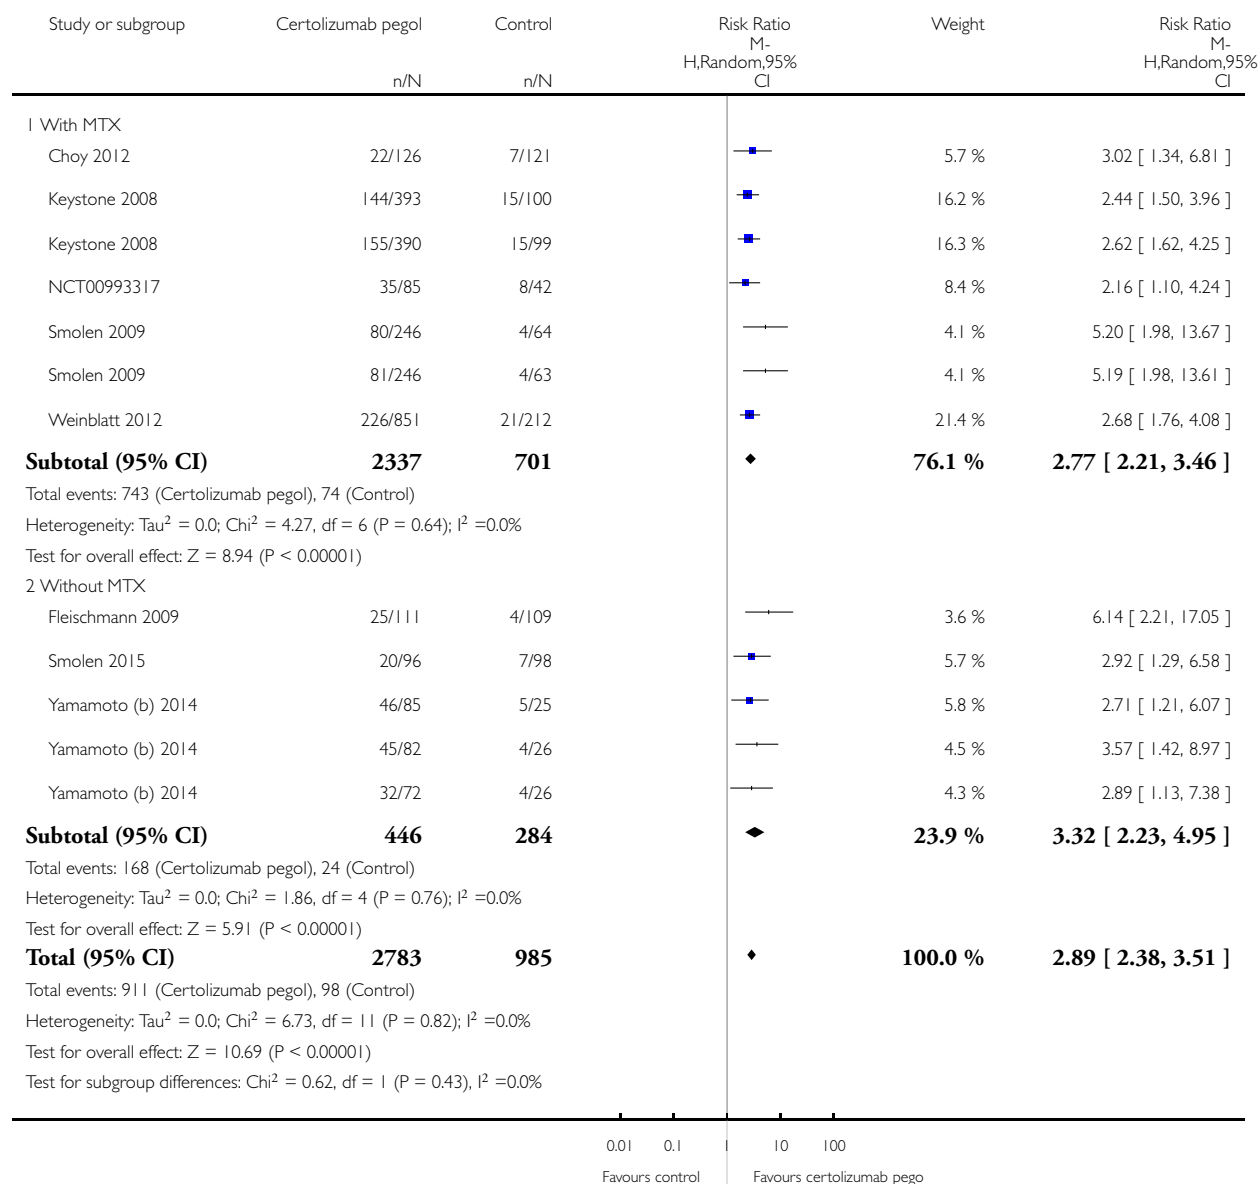 Study or subgroup Certolizumab pegol Control Risk Ratio Weight Risk Ratio
M- M-
H,Random,95% H,Random,95%
n/N n/N CI CI
1 With MTX
Choy 2012 22/126 7/121 5.7 % 3.02 [ 1.34, 6.81 ]
Keystone 2008 144/393 15/100 16.2 % 2.44 [ 1.50, 3.96 ]
Keystone 2008 155/390 15/99 16.3 % 2.62 [ 1.62, 4.25 ]
NCT00993317 35/85 8/42 8.4 % 2.16 [ 1.10, 4.24 ]
Smolen 2009 80/246 4/64 4.1 % 5.20 [ 1.98, 13.67 ]
Smolen 2009 81/246 4/63 4.1 % 5.19 [ 1.98, 13.61 ]
Weinblatt 2012 226/851 21/212 21.4 % 2.68 [ 1.76, 4.08 ]
Subtotal (95% CI) 2337 701 76.1 % 2.77 [ 2.21, 3.46 ]
Total events: 743 (Certolizumab pegol), 74 (Control)
Heterogeneity: Tau² = 0.0; Chi² = 4.27, df = 6 (P = 0.64); I² =0.0%
Test for overall effect: Z = 8.94 (P < 0.00001)
2 Without MTX
Fleischmann 2009 25/111 4/109 3.6 % 6.14 [ 2.21, 17.05 ]
Smolen 2015 20/96 7/98 5.7 % 2.92 [ 1.29, 6.58 ]
Yamamoto (b) 2014 46/85 5/25 5.8 % 2.71 [ 1.21, 6.07 ]
Yamamoto (b) 2014 45/82 4/26 4.5 % 3.57 [ 1.42, 8.97 ]
Yamamoto (b) 2014 32/72 4/26 4.3 % 2.89 [ 1.13, 7.38 ]
Subtotal (95% CI) 446 284 23.9 % 3.32 [ 2.23, 4.95 ]
Total events: 168 (Certolizumab pegol), 24 (Control)
Heterogeneity: Tau² = 0.0; Chi² = 1.86, df = 4 (P = 0.76); I² =0.0%
Test for overall effect: Z = 5.91 (P < 0.00001)
Total (95% CI) 2783 985 100.0 % 2.89 [ 2.38, 3.51 ]
Total events: 911 (Certolizumab pegol), 98 (Control)
Heterogeneity: Tau² = 0.0; Chi² = 6.73, df = 11 (P = 0.82); I² =0.0%
Test for overall effect: Z = 10.69 (P < 0.00001)
Test for subgroup differences: Chi² = 0.62, df = 1 (P = 0.43), I² =0.0%
0.01 0.1 1 10 100
Favours control Favours certolizumab pego